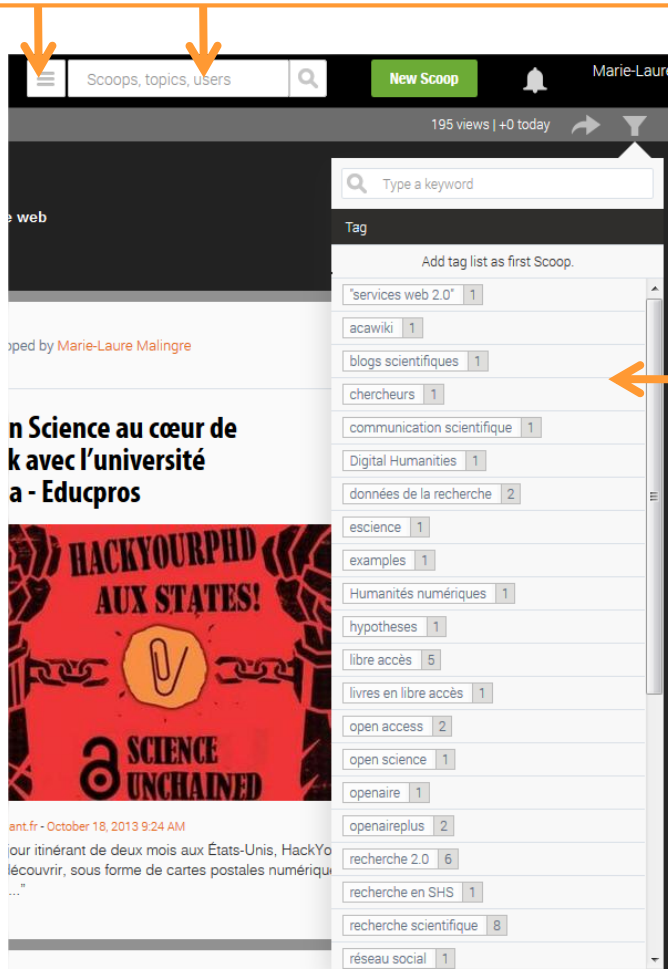 Scoops, topics, users
New Scoop
Marie-Laure
195 views | +0 today
Type a keyword
e web
Tag
Add tag list as first Scoop.
"services web 2.0" 1
acawiki 1
oped by Marie-Laure Malingre
blogs scientifiques 1
chercheurs 1
n Science au cœur de
k avec l'université
a - Educpros
communication scientifique 1
Digital Humanities 1
données de la recherche 2
escience 1
examples 1
Humanités numériques 1
hypotheses 1
libre accès 5
livres en libre accès 1
open access 2
open science 1
openaire 1
openaireplus 2
recherche 2.0 6
recherche en SHS 1
recherche scientifique 8
réseau social 1
HACKYOURPHD
AUX STATES!
SCIENCE
UNCHAINED
ant.fr - October 18, 2013 9:24 AM
jour itinérant de deux mois aux États-Unis, HackYo
découvrir, sous forme de cartes postales numérique
..."